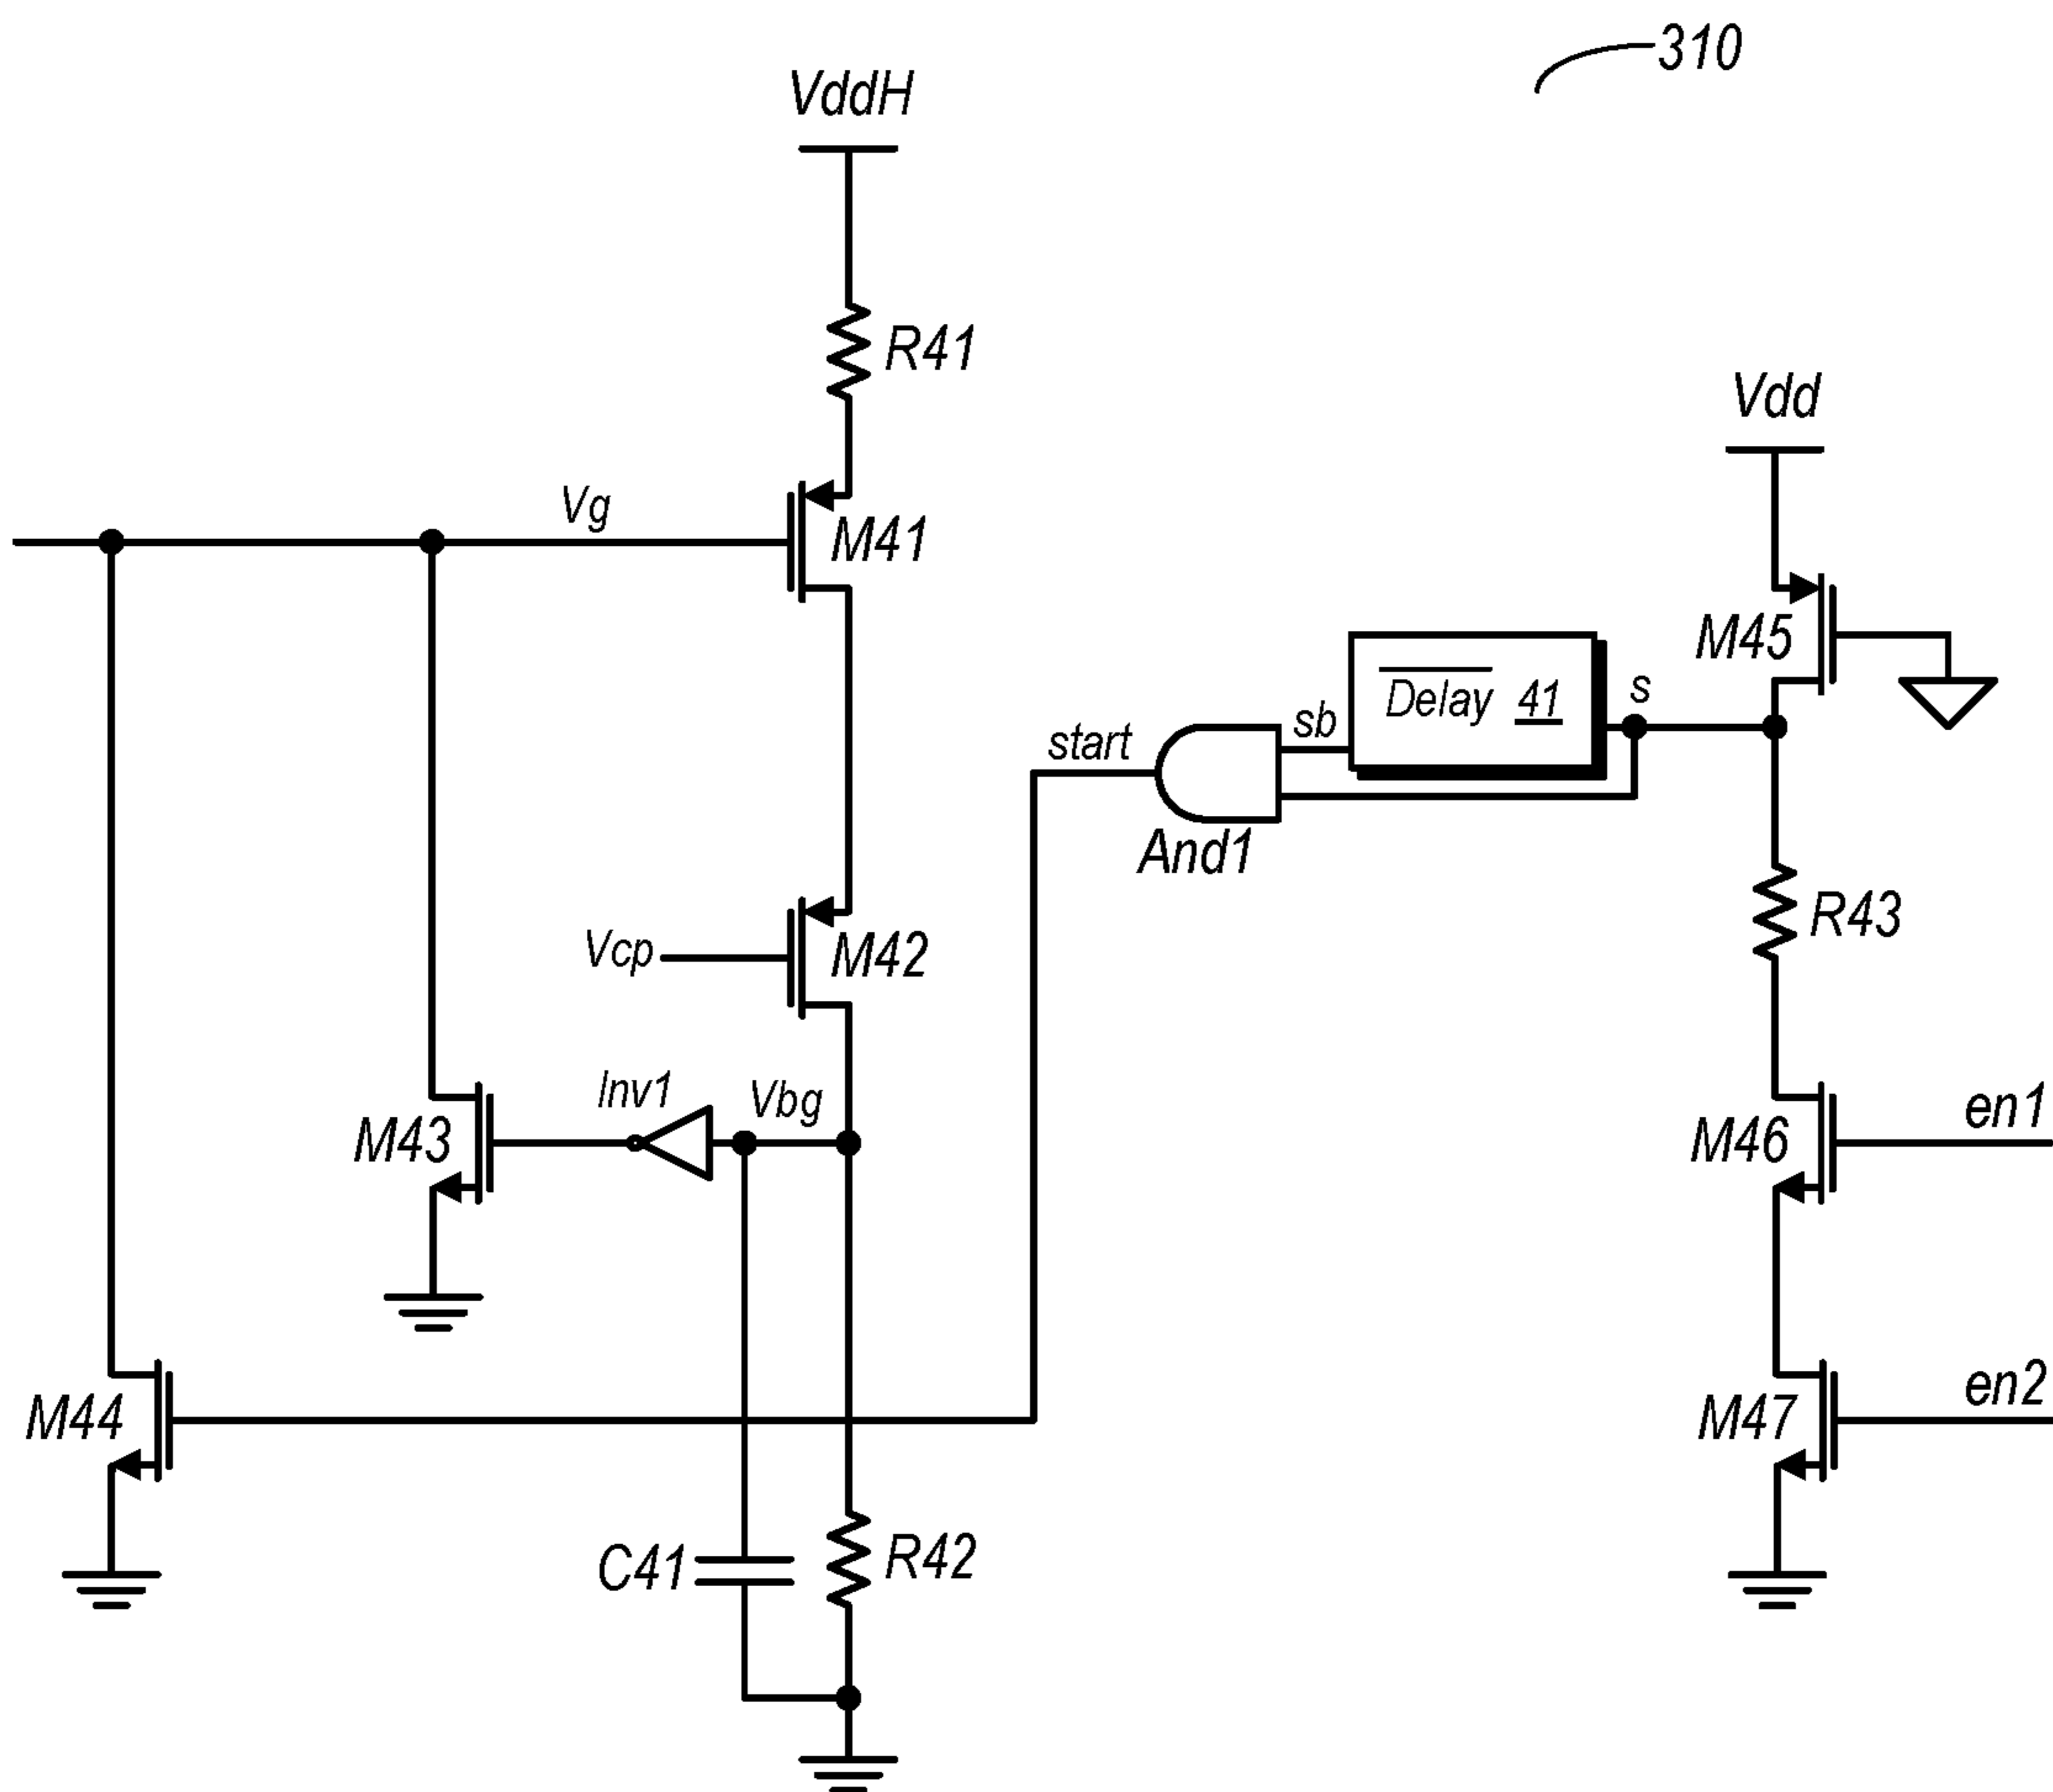 310
VddH
R41
Vdd
Vg
M41
M45
Delay 41
s
sb
start
And1
R43
Vcp
M42
Inv1
Vbg
M43
en1
M46
en2
M44
M47
C41
R42